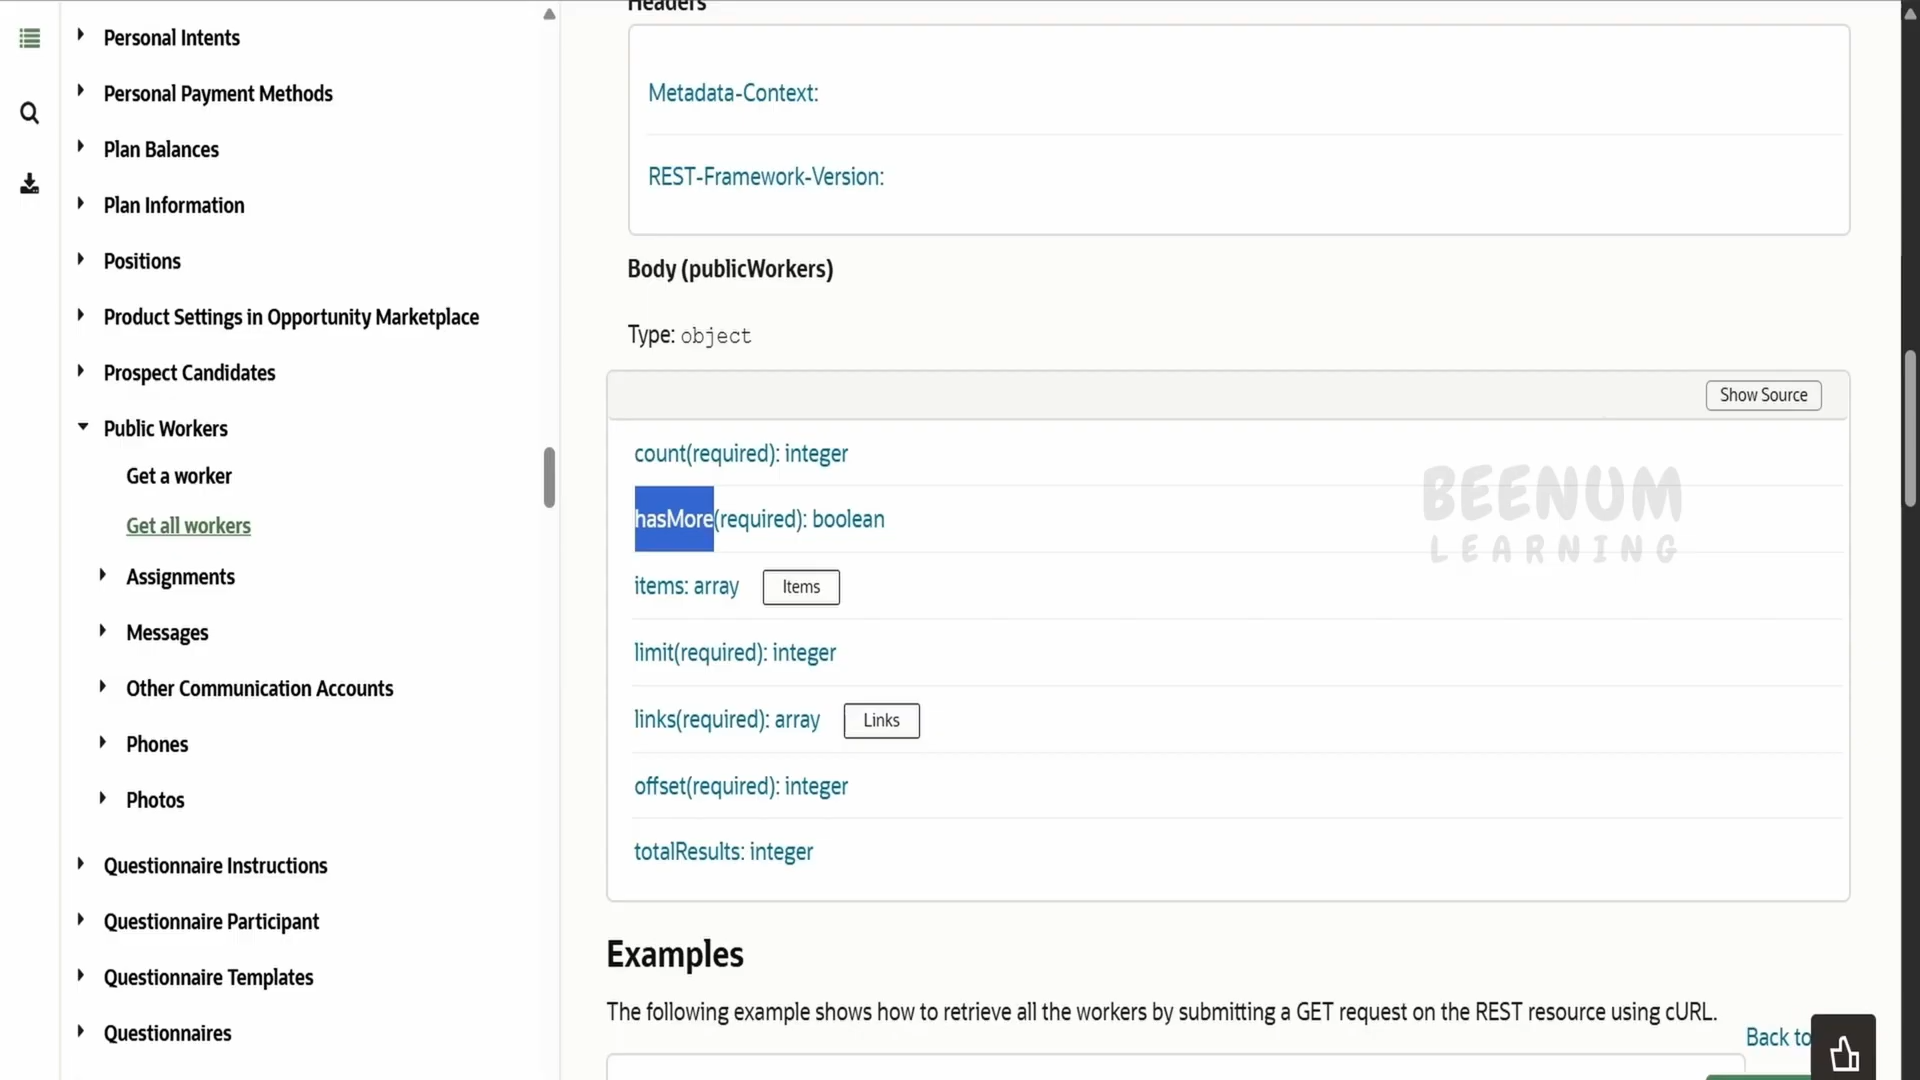 Personal Intents
Personal Payment Methods
Plan Balances
Plan Information
Positions
Product Settings in Opportunity Marketplace
Prospect Candidates
Public Workers
Get a worker
Get all workers
Assignments
Messages
Other Communication Accounts
Phones
Photos
Questionnaire Instructions
Questionnaire Participant
Questionnaire Templates
Questionnaires
Headers
Metadata-Context:
REST-Framework-Version:
Body (publicWorkers)
Type: object
Show Source
count(required): integer
hasMore(required): boolean
items: array Items
limit(required): integer
links(required): array Links
offset(required): integer
totalResults: integer
BEENUM
LEARNING
Examples
The following example shows how to retrieve all the workers by submitting a GET request on the REST resource using cURL.
Back to